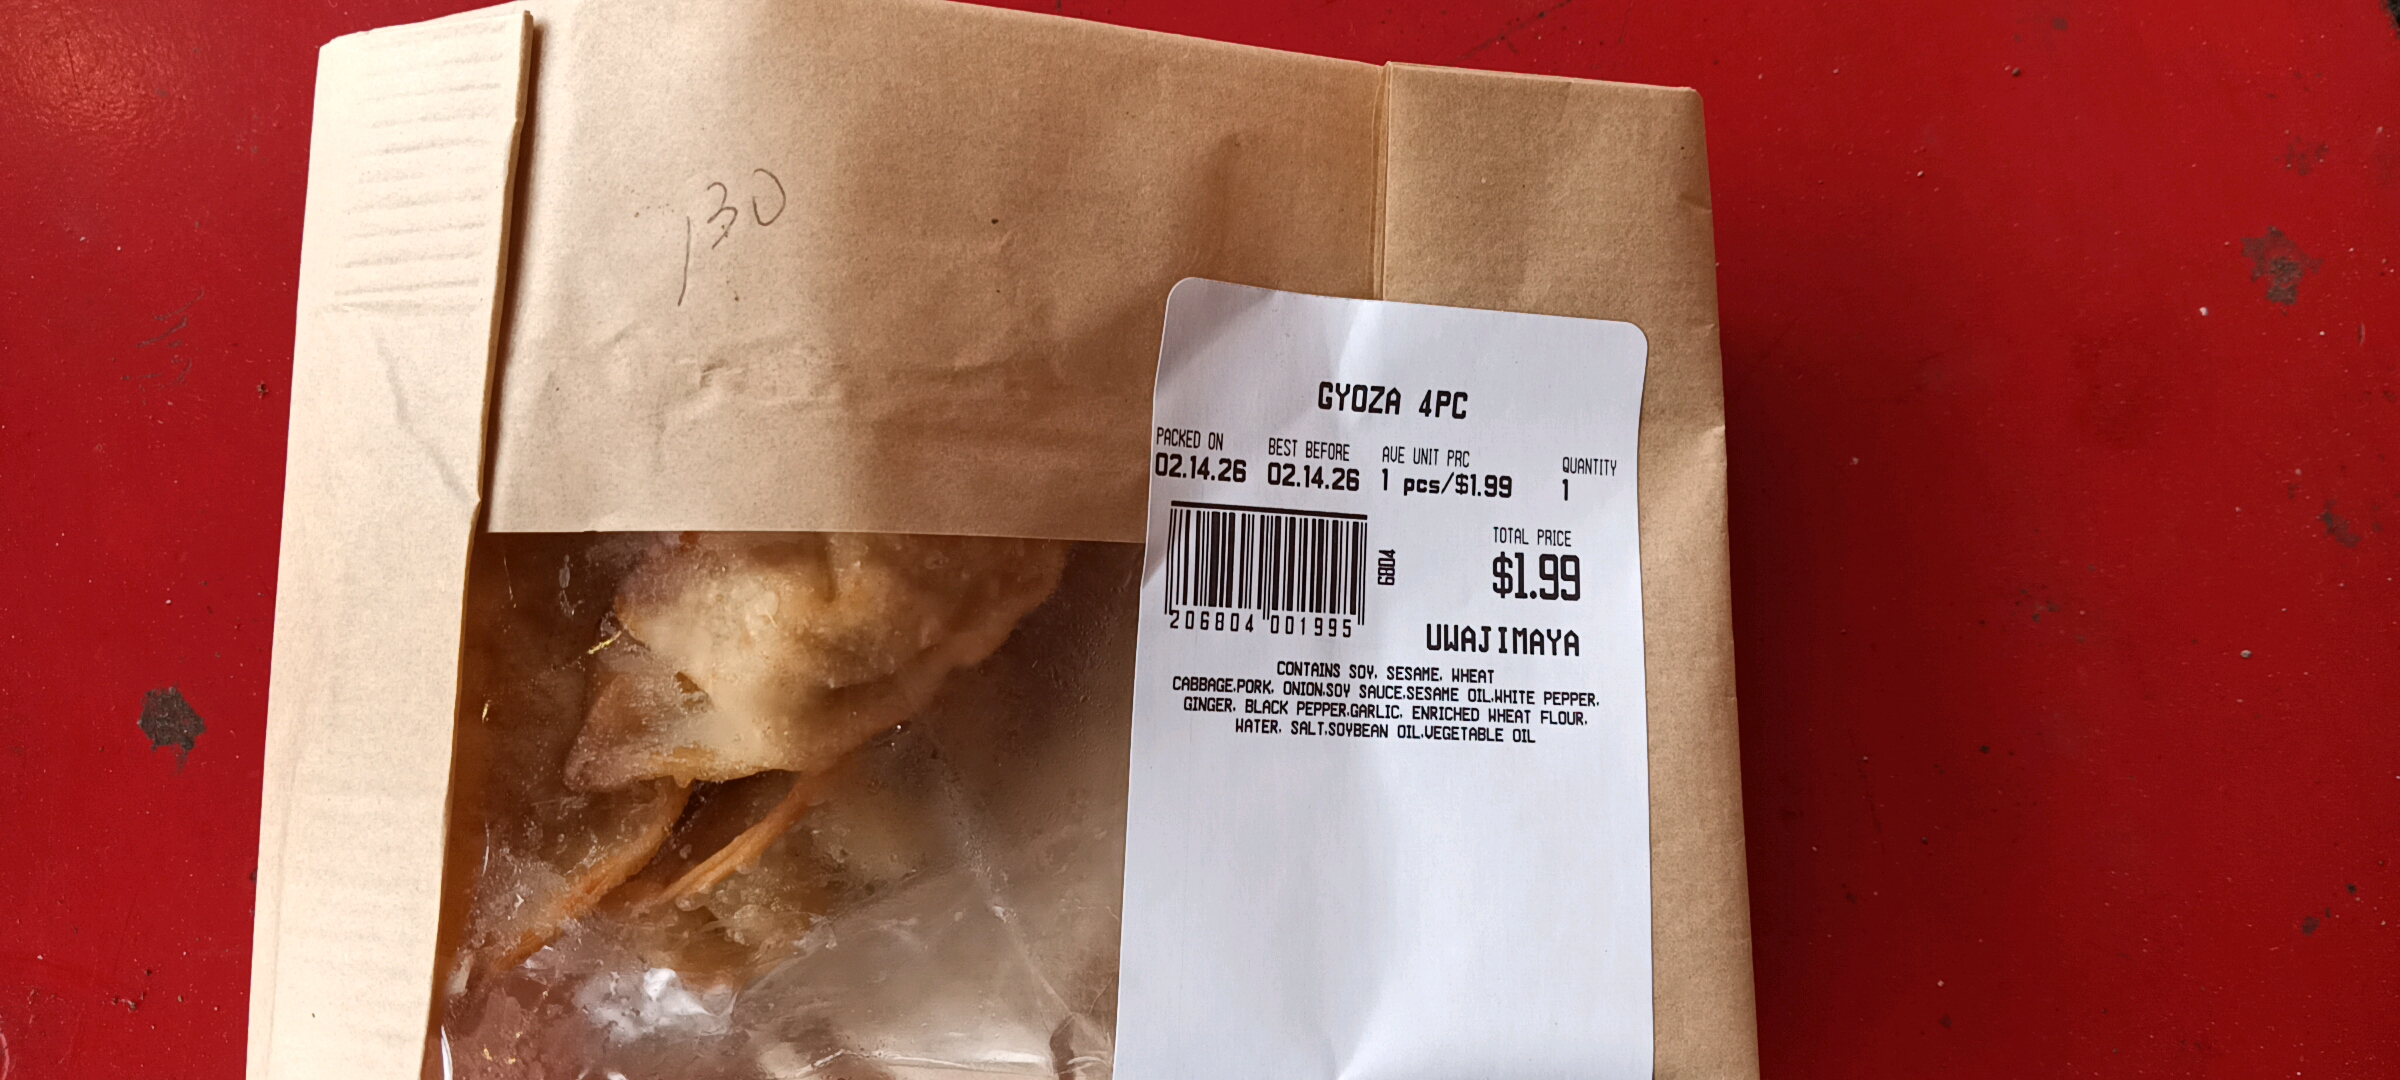 130
GYOZA 4PC
PACKED ON BEST BEFORE AVE UNIT PRC QUANTITY
02.14.26 02.14.26 1 pcs/$1.99 1
6804
TOTAL PRICE
$1.99
206804 001995
UWAJIMAYA
CONTAINS SOY, SESAME, WHEAT
CABBAGE,PORK, ONION,SOY SAUCE,SESAME OIL,WHITE PEPPER,
GINGER, BLACK PEPPER,GARLIC, ENRICHED WHEAT FLOUR,
WATER, SALT,SOYBEAN OIL,VEGETABLE OIL